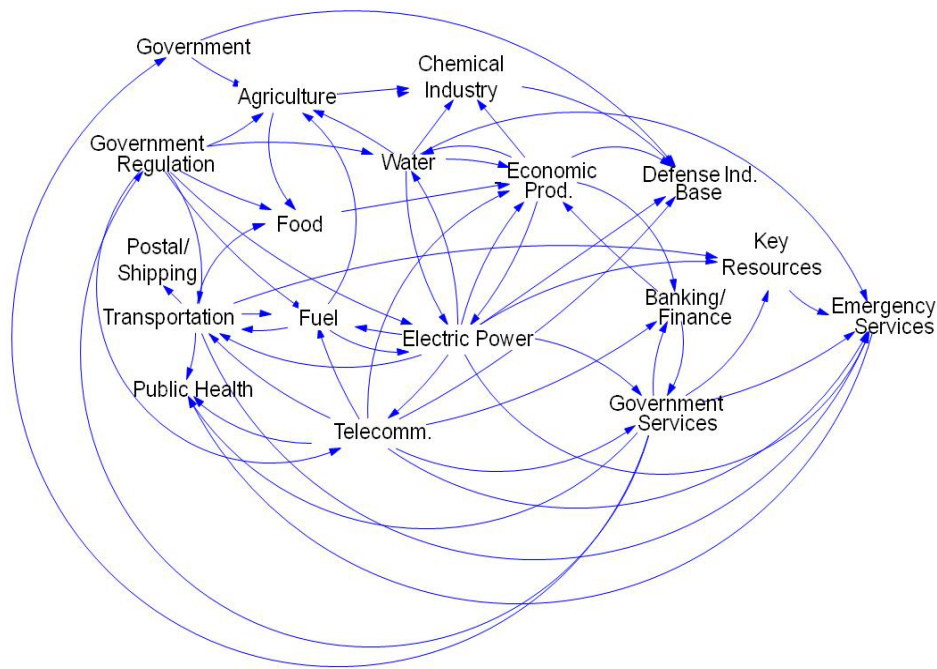 Government
Chemical
Industry
Agriculture
Government
Regulation
Water
Economic
Prod.
Defense Ind.
Base
Food
Postal/
Shipping
Key
Resources
Transportation
Fuel
Banking/
Finance
Emergency
Services
Electric Power
Public Health
Government
Services
Telecomm.